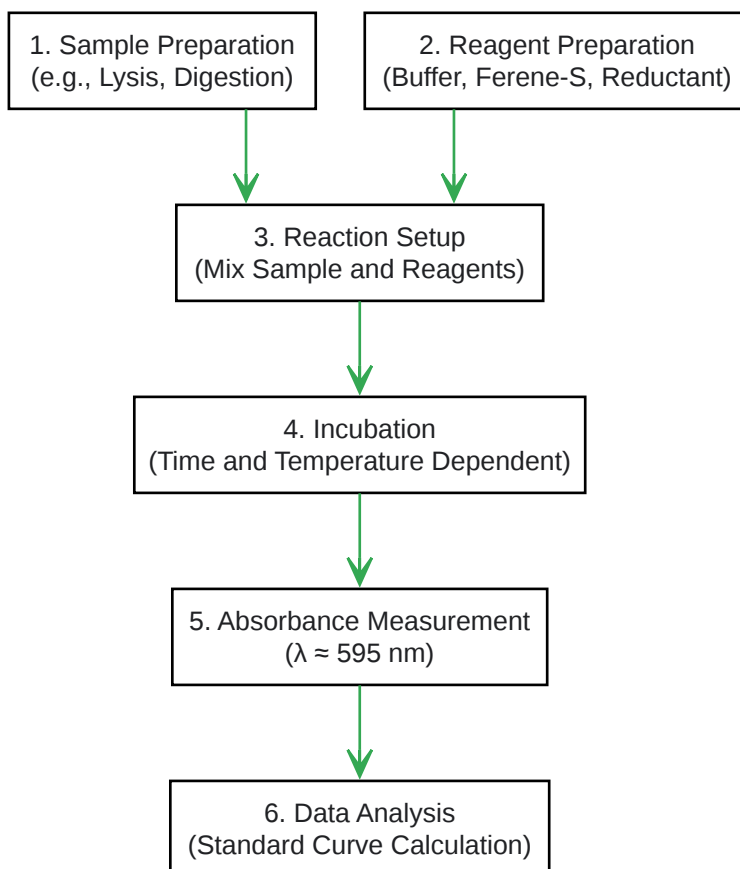 1. Sample Preparation
(e.g., Lysis, Digestion)
2. Reagent Preparation
(Buffer, Ferene-S, Reductant)
3. Reaction Setup
(Mix Sample and Reagents)
4. Incubation
(Time and Temperature Dependent)
5. Absorbance Measurement
(λ ≈ 595 nm)
6. Data Analysis
(Standard Curve Calculation)